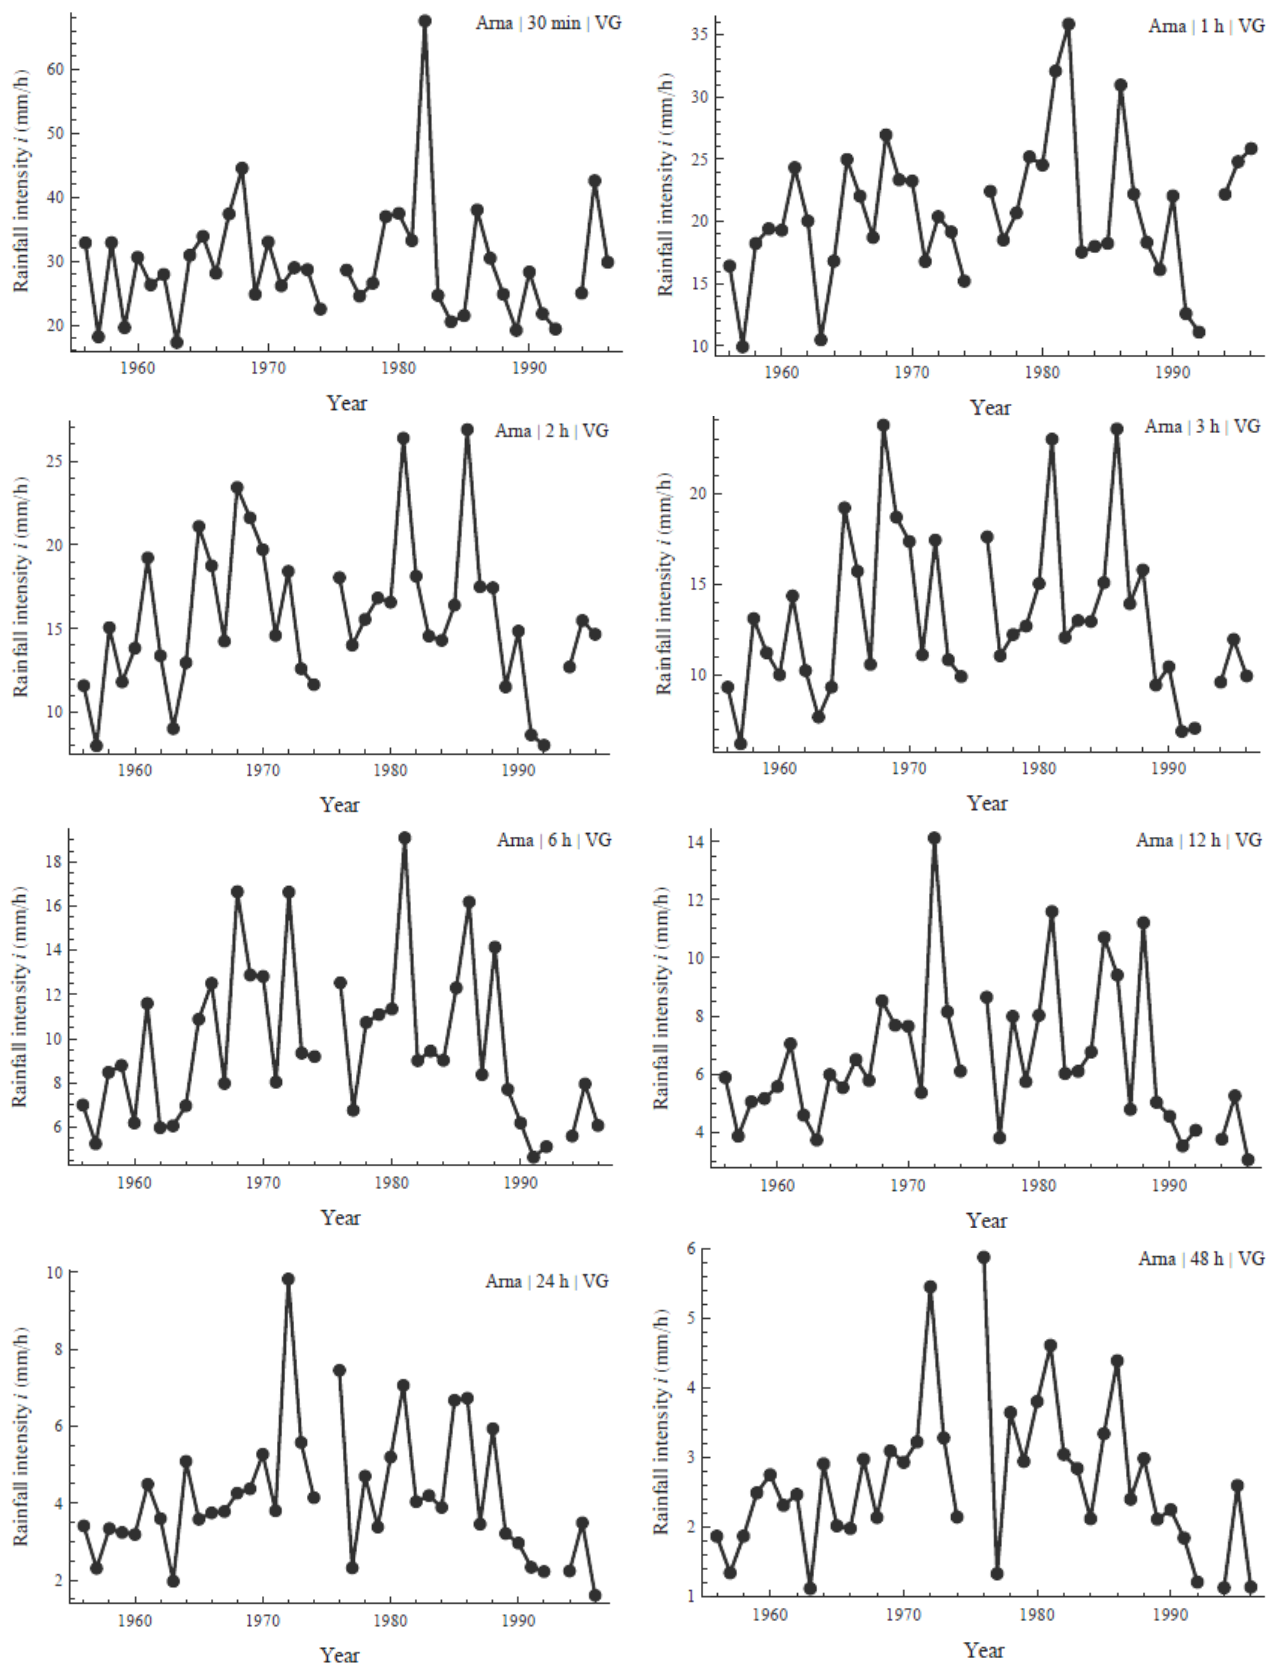 Arna | 30 min | VG
Rainfall intensity i (mm/h)
60
50
40
30
20
1960 1970 1980 1990
Year
Arna | 1 h | VG
Rainfall intensity i (mm/h)
35
30
25
20
15
10
1960 1970 1980 1990
Year
Arna | 2 h | VG
Rainfall intensity i (mm/h)
25
20
15
10
1960 1970 1980 1990
Year
Arna | 3 h | VG
Rainfall intensity i (mm/h)
20
15
10
1960 1970 1980 1990
Year
Arna | 6 h | VG
Rainfall intensity i (mm/h)
18
16
14
12
10
8
6
1960 1970 1980 1990
Year
Arna | 12 h | VG
Rainfall intensity i (mm/h)
14
12
10
8
6
4
1960 1970 1980 1990
Year
Arna | 24 h | VG
Rainfall intensity i (mm/h)
10
8
6
4
2
1960 1970 1980 1990
Year
Arna | 48 h | VG
Rainfall intensity i (mm/h)
6
5
4
3
2
1
1960 1970 1980 1990
Year